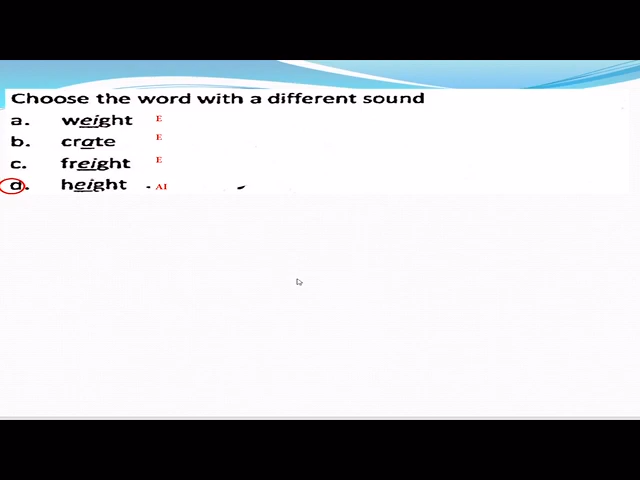 Choose the word with a different sound
a. weight E
b. crate E
c. freight E
d. height AI